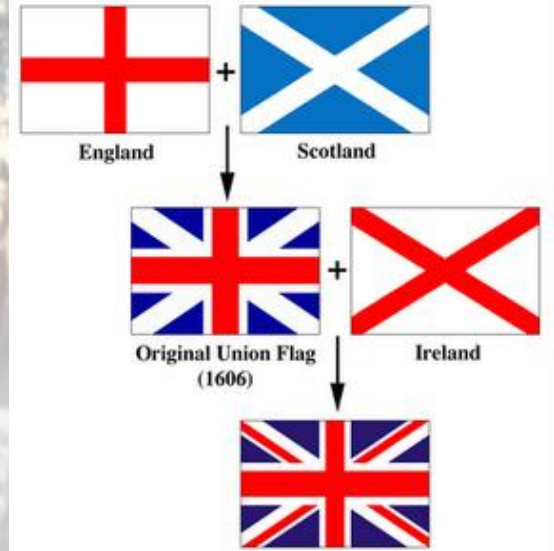 +
England
Scotland
+
Original Union Flag
(1606)
Ireland